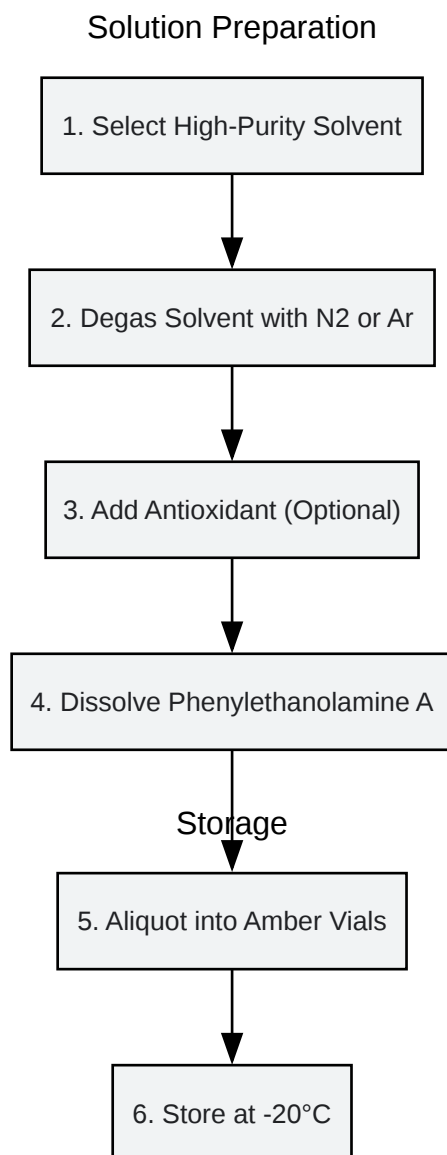 Solution Preparation
1. Select High-Purity Solvent
2. Degas Solvent with N2 or Ar
3. Add Antioxidant (Optional)
4. Dissolve Phenylethanolamine A
Storage
5. Aliquot into Amber Vials
6. Store at -20°C